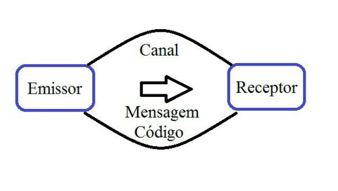 Canal
Emissor
Receptor
Mensagem
Código